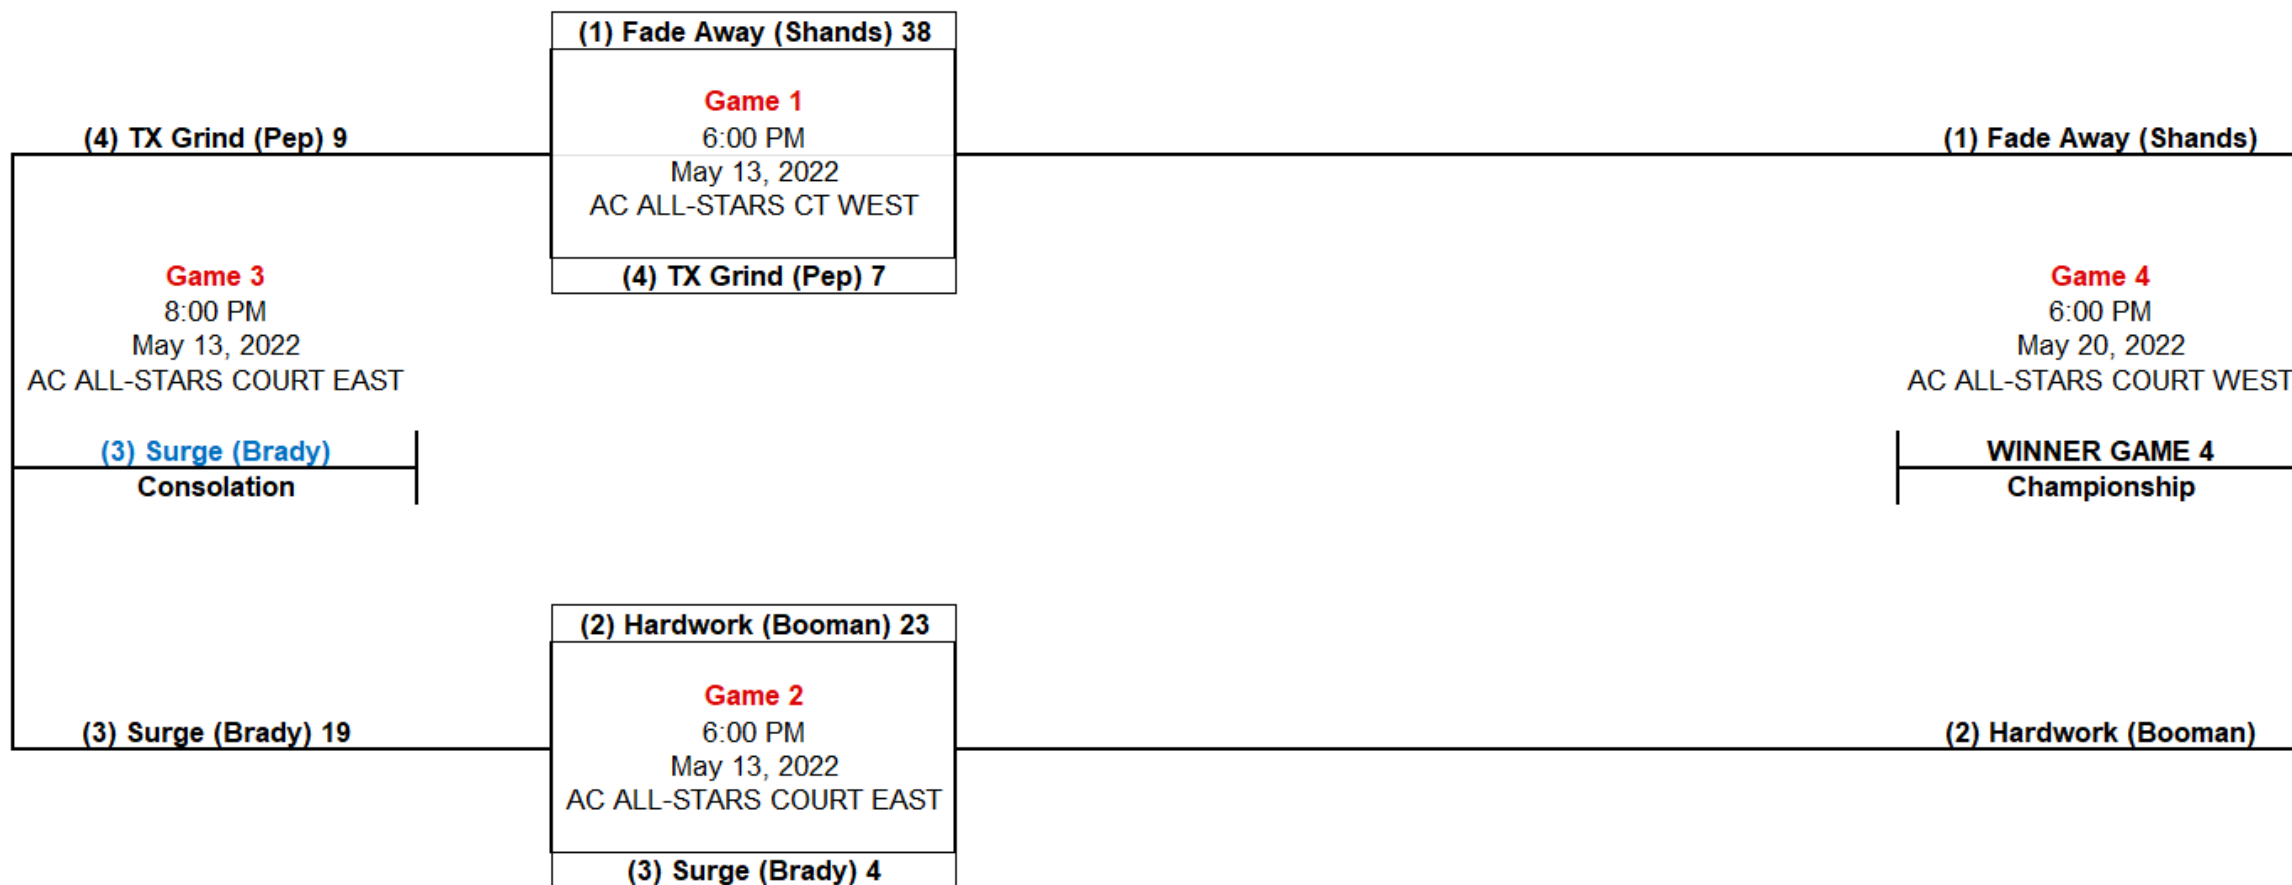 (1) Fade Away (Shands) 38
Game 1
6:00 PM
May 13, 2022
AC ALL-STARS CT WEST
(4) TX Grind (Pep) 7
(4) TX Grind (Pep) 9
Game 3
8:00 PM
May 13, 2022
AC ALL-STARS COURT EAST
(3) Surge (Brady)
Consolation
(3) Surge (Brady) 19
(2) Hardwork (Booman) 23
Game 2
6:00 PM
May 13, 2022
AC ALL-STARS COURT EAST
(3) Surge (Brady) 4
(1) Fade Away (Shands)
Game 4
6:00 PM
May 20, 2022
AC ALL-STARS COURT WEST
WINNER GAME 4
Championship
(2) Hardwork (Booman)